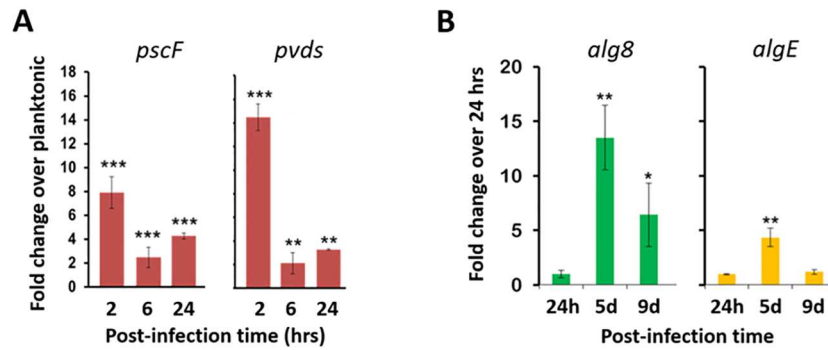 A
B
pscF
pvds
alg8
algE
Fold change over planktonic
18
16
14
12
10
8
6
4
2
0
***
***
***
***
**
**
2 6 24
2 6 24
Post-infection time (hrs)
Fold change over 24 hrs
20
15
10
5
0
**
*
**
24h 5d 9d
24h 5d 9d
Post-infection time